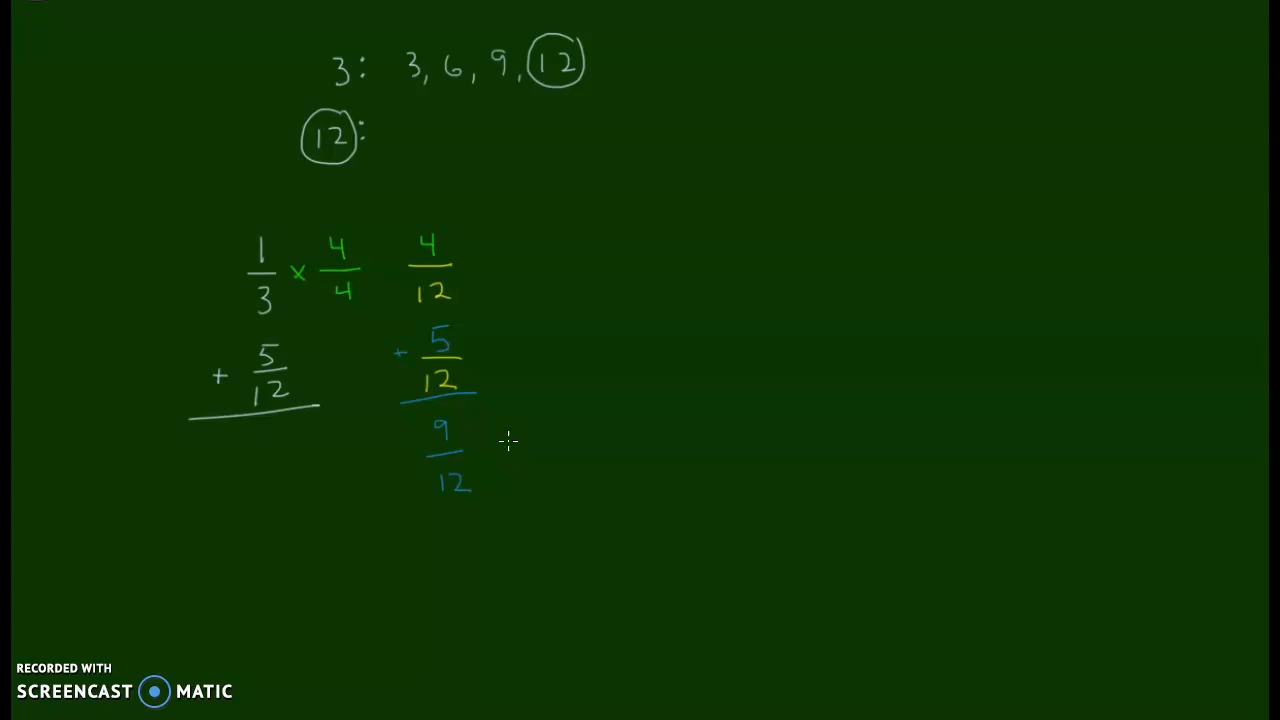 3: 3, 6, 9, 12
12:
1/3 × 4/4 4/12
+ 5/12 + 5/12
9/12
RECORDED WITH
SCREENCAST MATIC